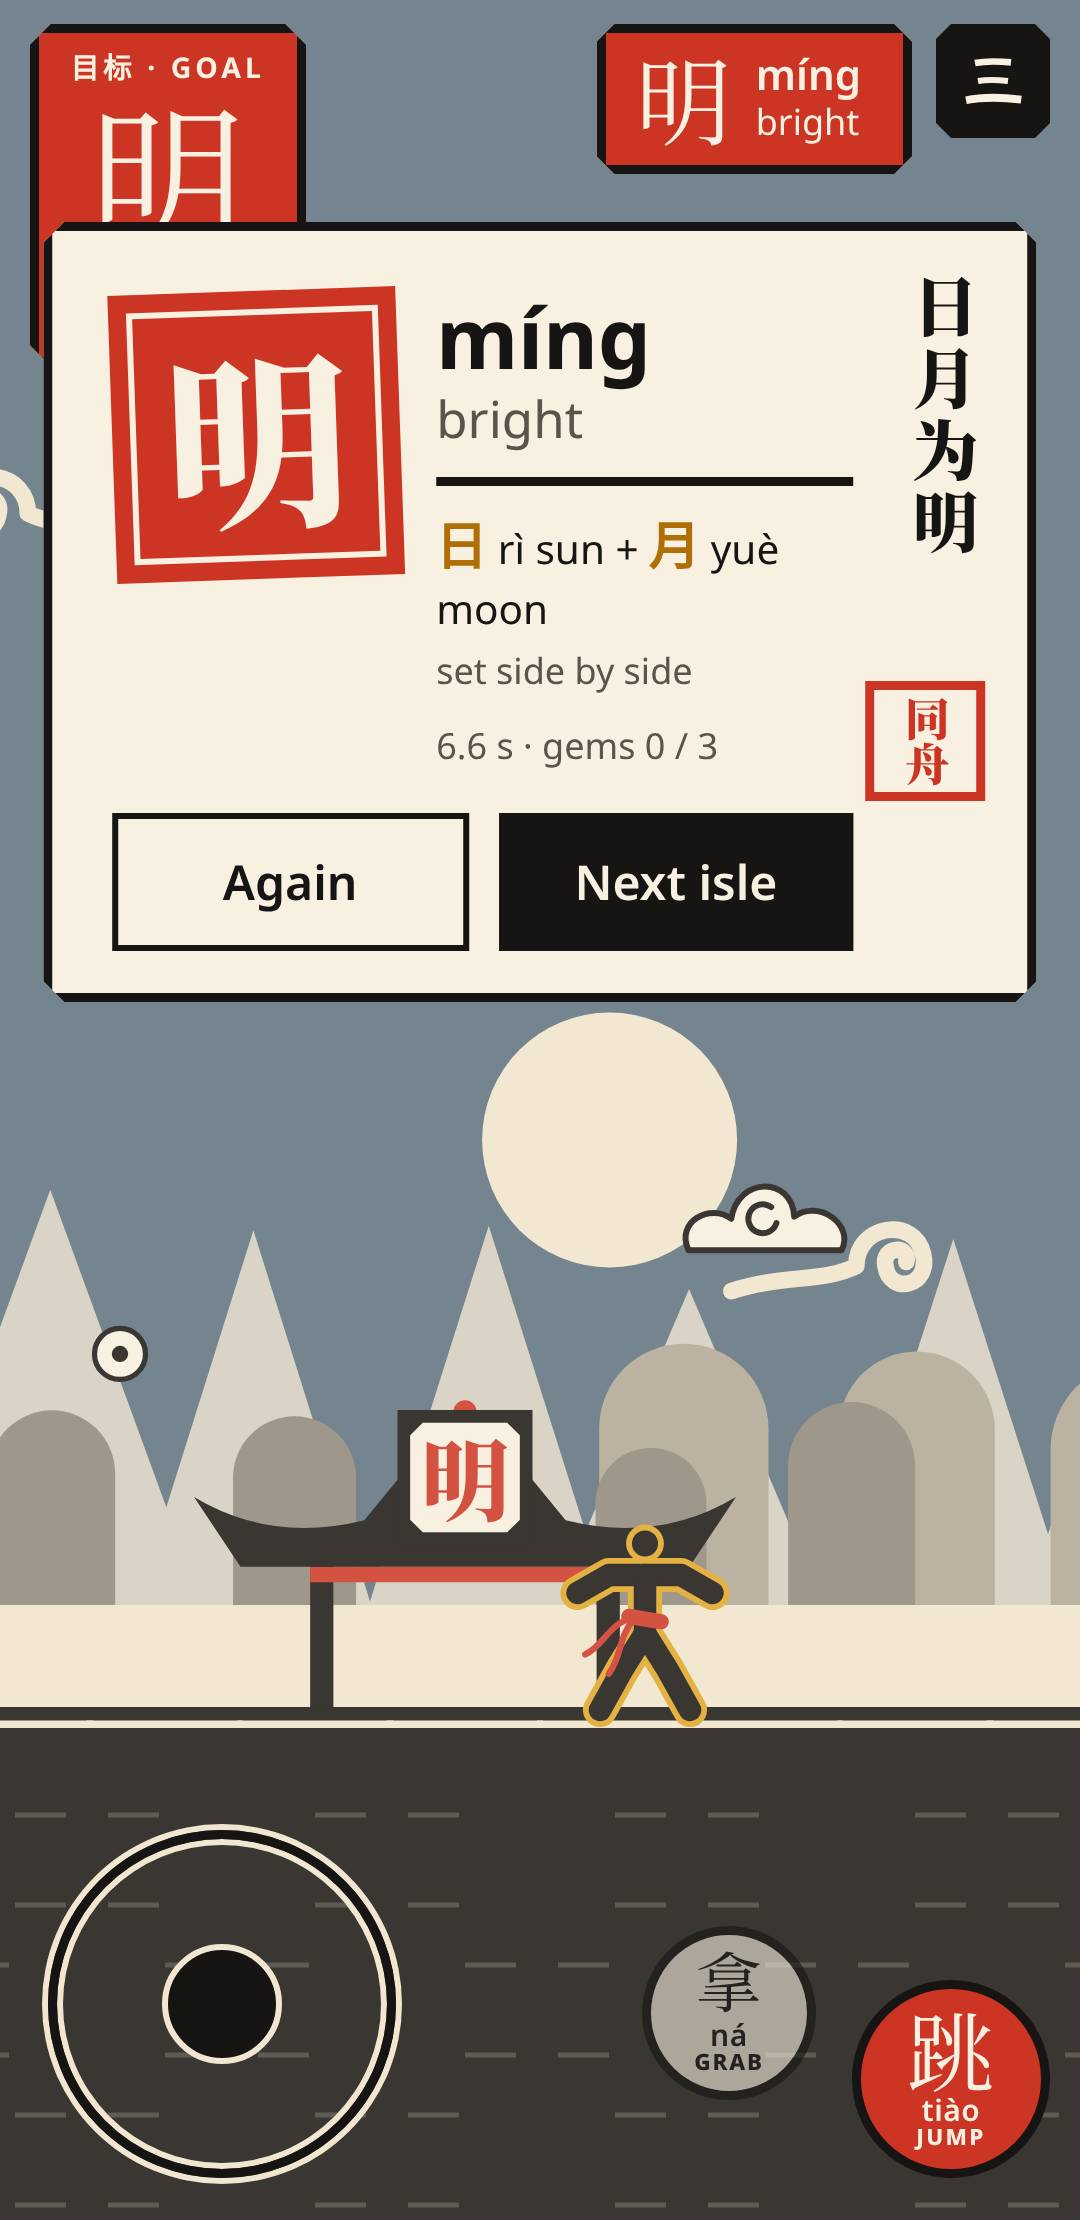 目标 · GOAL
明
明
míng
bright
三
明
míng
bright
日 rì sun + 月 yuè
moon
set side by side
6.6 s · gems 0 / 3
日月为明
同舟
Again
Next isle
明
拿
ná
GRAB
跳
tiào
JUMP